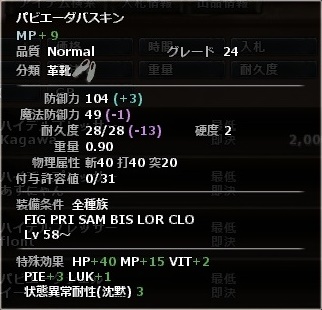 パビエーダバスキン
MP+ 9
品質 Normal グレード 24
分類 革靴
防御力 104 (+3)
魔法防御力 49 (-1)
耐久度 28/28 (-13) 硬度 2
重量 0.90
物理属性 斬40 打40 突20
付与許容値 0/31
装備条件 全種族
FIG PRI SAM BIS LOR CLO
Lv 58～
特殊効果 HP+40 MP+15 VIT+2
PIE+3 LUK+1
状態異常耐性(沈黙) 3